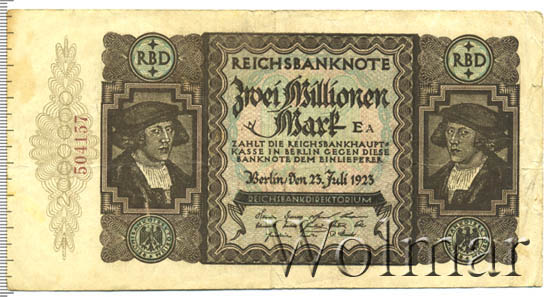 RBD
RBD
REICHSBANKNOTE
Zwei Millionen
Mark
EA
ZAHLT DIE REICHSBANKHAUPT-
KASSE IN BERLIN GEGEN DIESE
BANKNOTE DEM EINLIEFERER
Berlin, den 23. Juli 1923
REICHSBANKDIREKTORIUM
2000000
504157
Wolmar